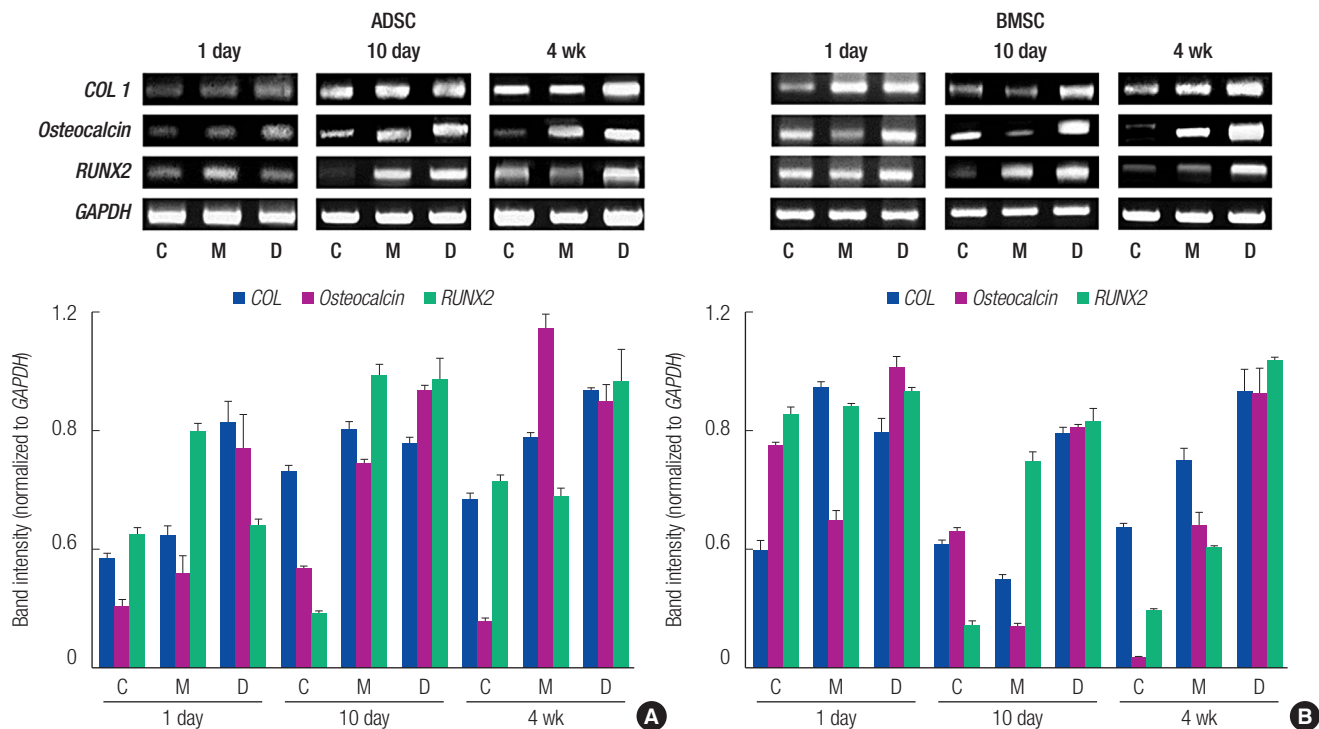 ADSC
1 day 10 day 4 wk
COL 1
Osteocalcin
RUNX2
GAPDH
C M D C M D C M D
COL Osteocalcin RUNX2
Band intensity (normalized to GAPDH)
1.2
0.8
0.6
0
C M D C M D C M D
1 day 10 day 4 wk
A
BMSC
1 day 10 day 4 wk
C M D C M D C M D
COL Osteocalcin RUNX2
Band intensity (normalized to GAPDH)
1.2
0.8
0.6
0
C M D C M D C M D
1 day 10 day 4 wk
B